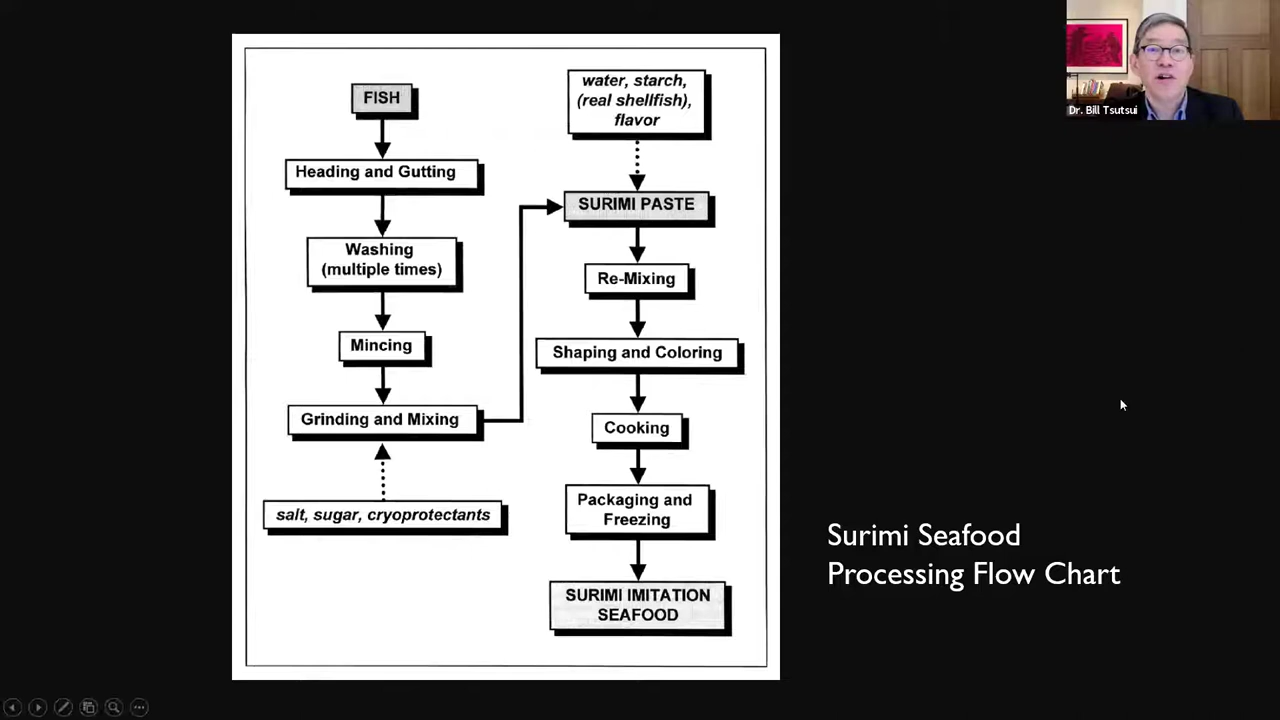 FISH
Heading and Gutting
Washing
(multiple times)
Mincing
Grinding and Mixing
salt, sugar, cryoprotectants
water, starch,
(real shellfish),
flavor
SURIMI PASTE
Re-Mixing
Shaping and Coloring
Cooking
Packaging and
Freezing
SURIMI IMITATION
SEAFOOD
Surimi Seafood
Processing Flow Chart
Dr. Bill Tsutsui